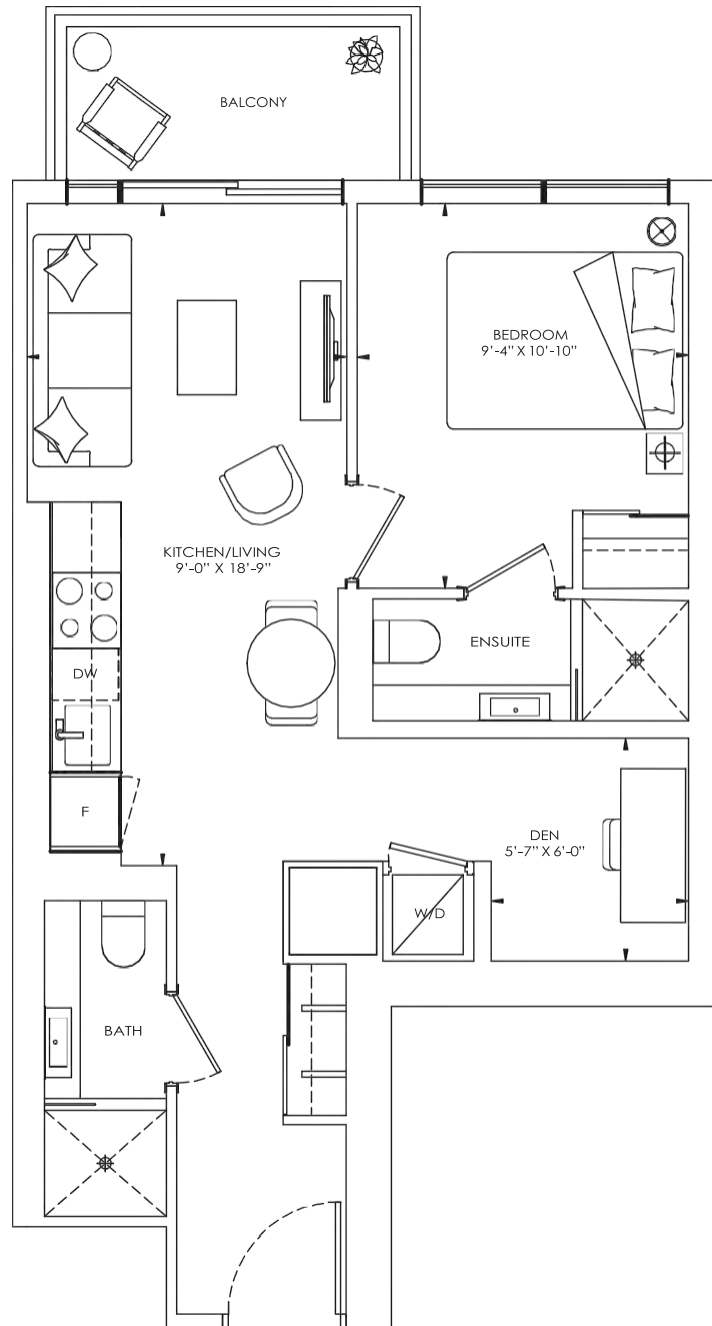 BALCONY
BEDROOM
9'-4" X 10'-10"
KITCHEN/LIVING
9'-0" X 18'-9"
ENSUITE
DW
F
DEN
5'-7" X 6'-0"
W/D
BATH